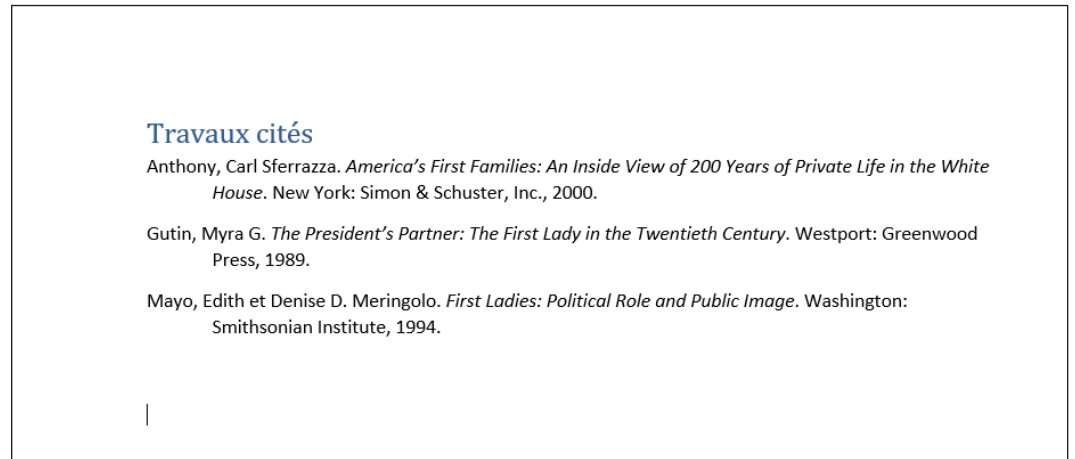 Travaux cités
Anthony, Carl Sferrazza. America’s First Families: An Inside View of 200 Years of Private Life in the White
House. New York: Simon & Schuster, Inc., 2000.
Gutin, Myra G. The President’s Partner: The First Lady in the Twentieth Century. Westport: Greenwood
Press, 1989.
Mayo, Edith et Denise D. Meringolo. First Ladies: Political Role and Public Image. Washington:
Smithsonian Institute, 1994.